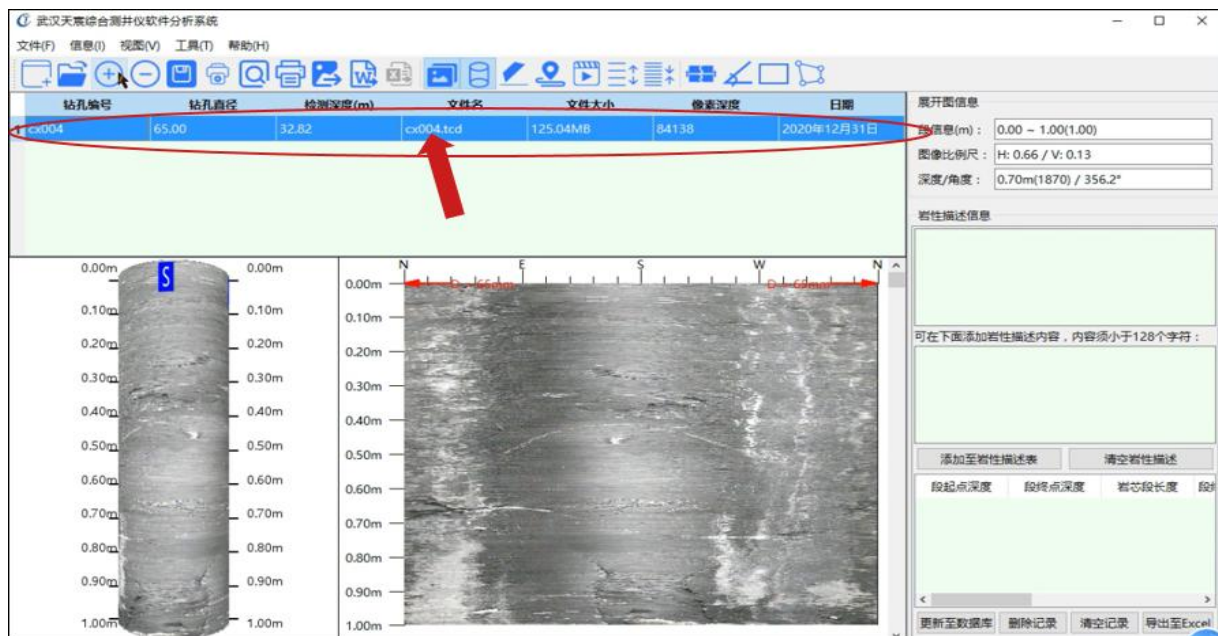 武汉天宸综合测井仪软件分析系统
文件(F) 信息(I) 视图(V) 工具(T) 帮助(H)
钻孔编号 钻孔直径 检测深度(m) 文件名 文件大小 像素深度 日期
1 cx004 65.00 32.82 cx004.tcd 125.04MB 84138 2020年12月31日
展开图信息
段信息(m)： 0.00 ~ 1.00(1.00)
图像比例尺： H: 0.66 / V: 0.13
深度/角度： 0.70m(1870) / 356.2°
岩性描述信息
可在下面添加岩性描述内容，内容须小于128个字符：
添加至岩性描述表 清空岩性描述
段起点深度 段终点深度 岩芯段长度
更新至数据库 删除记录 清空记录 导出至Excel
S
0.00m 0.00m
0.10m 0.10m
0.20m 0.20m
0.30m 0.30m
0.40m 0.40m
0.50m 0.50m
0.60m 0.60m
0.70m 0.70m
0.80m 0.80m
0.90m 0.90m
1.00m 1.00m
N E S W N
D = 65mm D = 65mm
0.00m
0.10m
0.20m
0.30m
0.40m
0.50m
0.60m
0.70m
0.80m
0.90m
1.00m